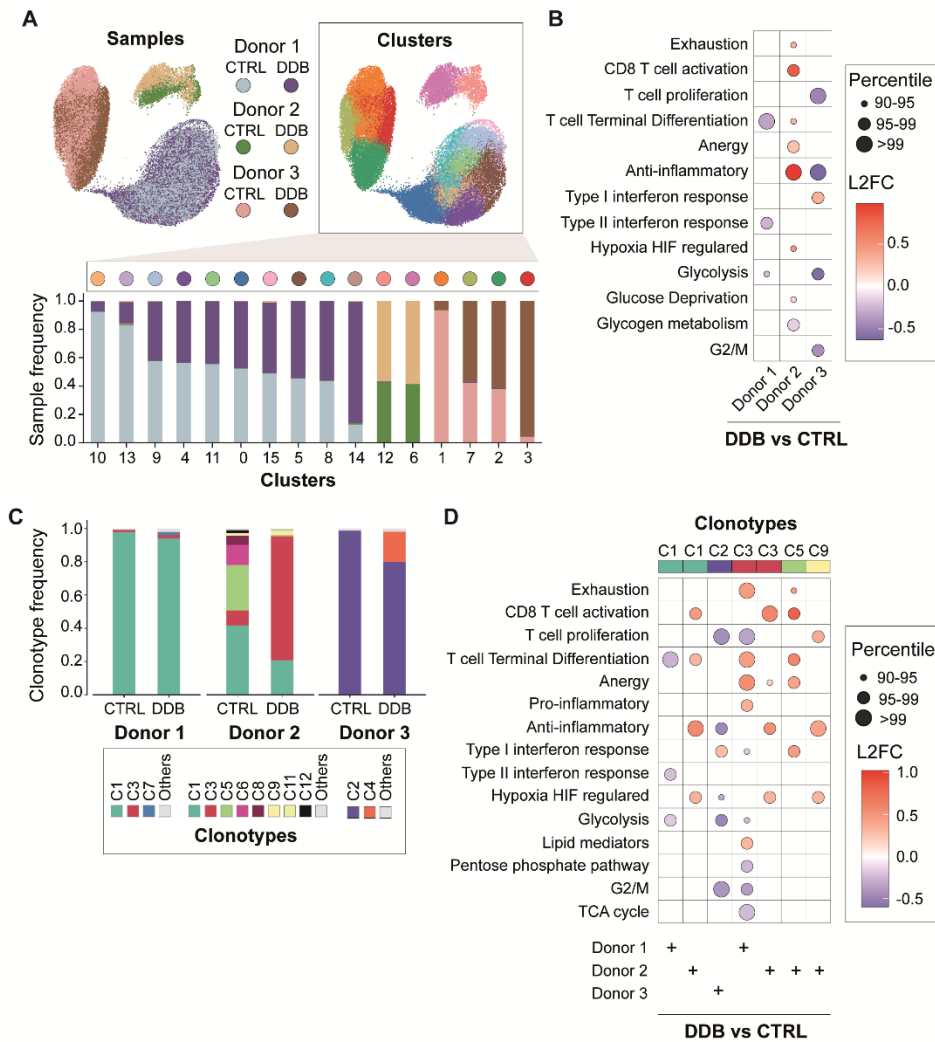 A
Samples
Donor 1
CTRL DDB
Donor 2
CTRL DDB
Donor 3
CTRL DDB
Clusters
Sample frequency
1.0
0.8
0.6
0.4
0.2
0.0
10 13 9 4 11 0 15 5 8 14 12 6 1 7 2 3
Clusters
B
Exhaustion
CD8 T cell activation
T cell proliferation
T cell Terminal Differentiation
Anergy
Anti-inflammatory
Type I interferon response
Type II interferon response
Hypoxia HIF regulared
Glycolysis
Glucose Deprivation
Glycogen metabolism
G2/M
Donor 1 Donor 2 Donor 3
DDB vs CTRL
Percentile
90-95
95-99
>99
L2FC
0.5
0.0
-0.5
C
Clonotype frequency
1.0
0.8
0.6
0.4
0.2
0.0
CTRL DDB CTRL DDB CTRL DDB
Donor 1 Donor 2 Donor 3
C1 C3 C7 Others C1 C3 C5 C6 C8 C9 C11 C12 Others C2 C4 Others
Clonotypes
D
Clonotypes
C1 C1 C2 C3 C3 C5 C9
Exhaustion
CD8 T cell activation
T cell proliferation
T cell Terminal Differentiation
Anergy
Pro-inflammatory
Anti-inflammatory
Type I interferon response
Type II interferon response
Hypoxia HIF regulared
Glycolysis
Lipid mediators
Pentose phosphate pathway
G2/M
TCA cycle
Donor 1 + +
Donor 2 + + + +
Donor 3 +
DDB vs CTRL
Percentile
90-95
95-99
>99
L2FC
1.0
0.5
0.0
-0.5